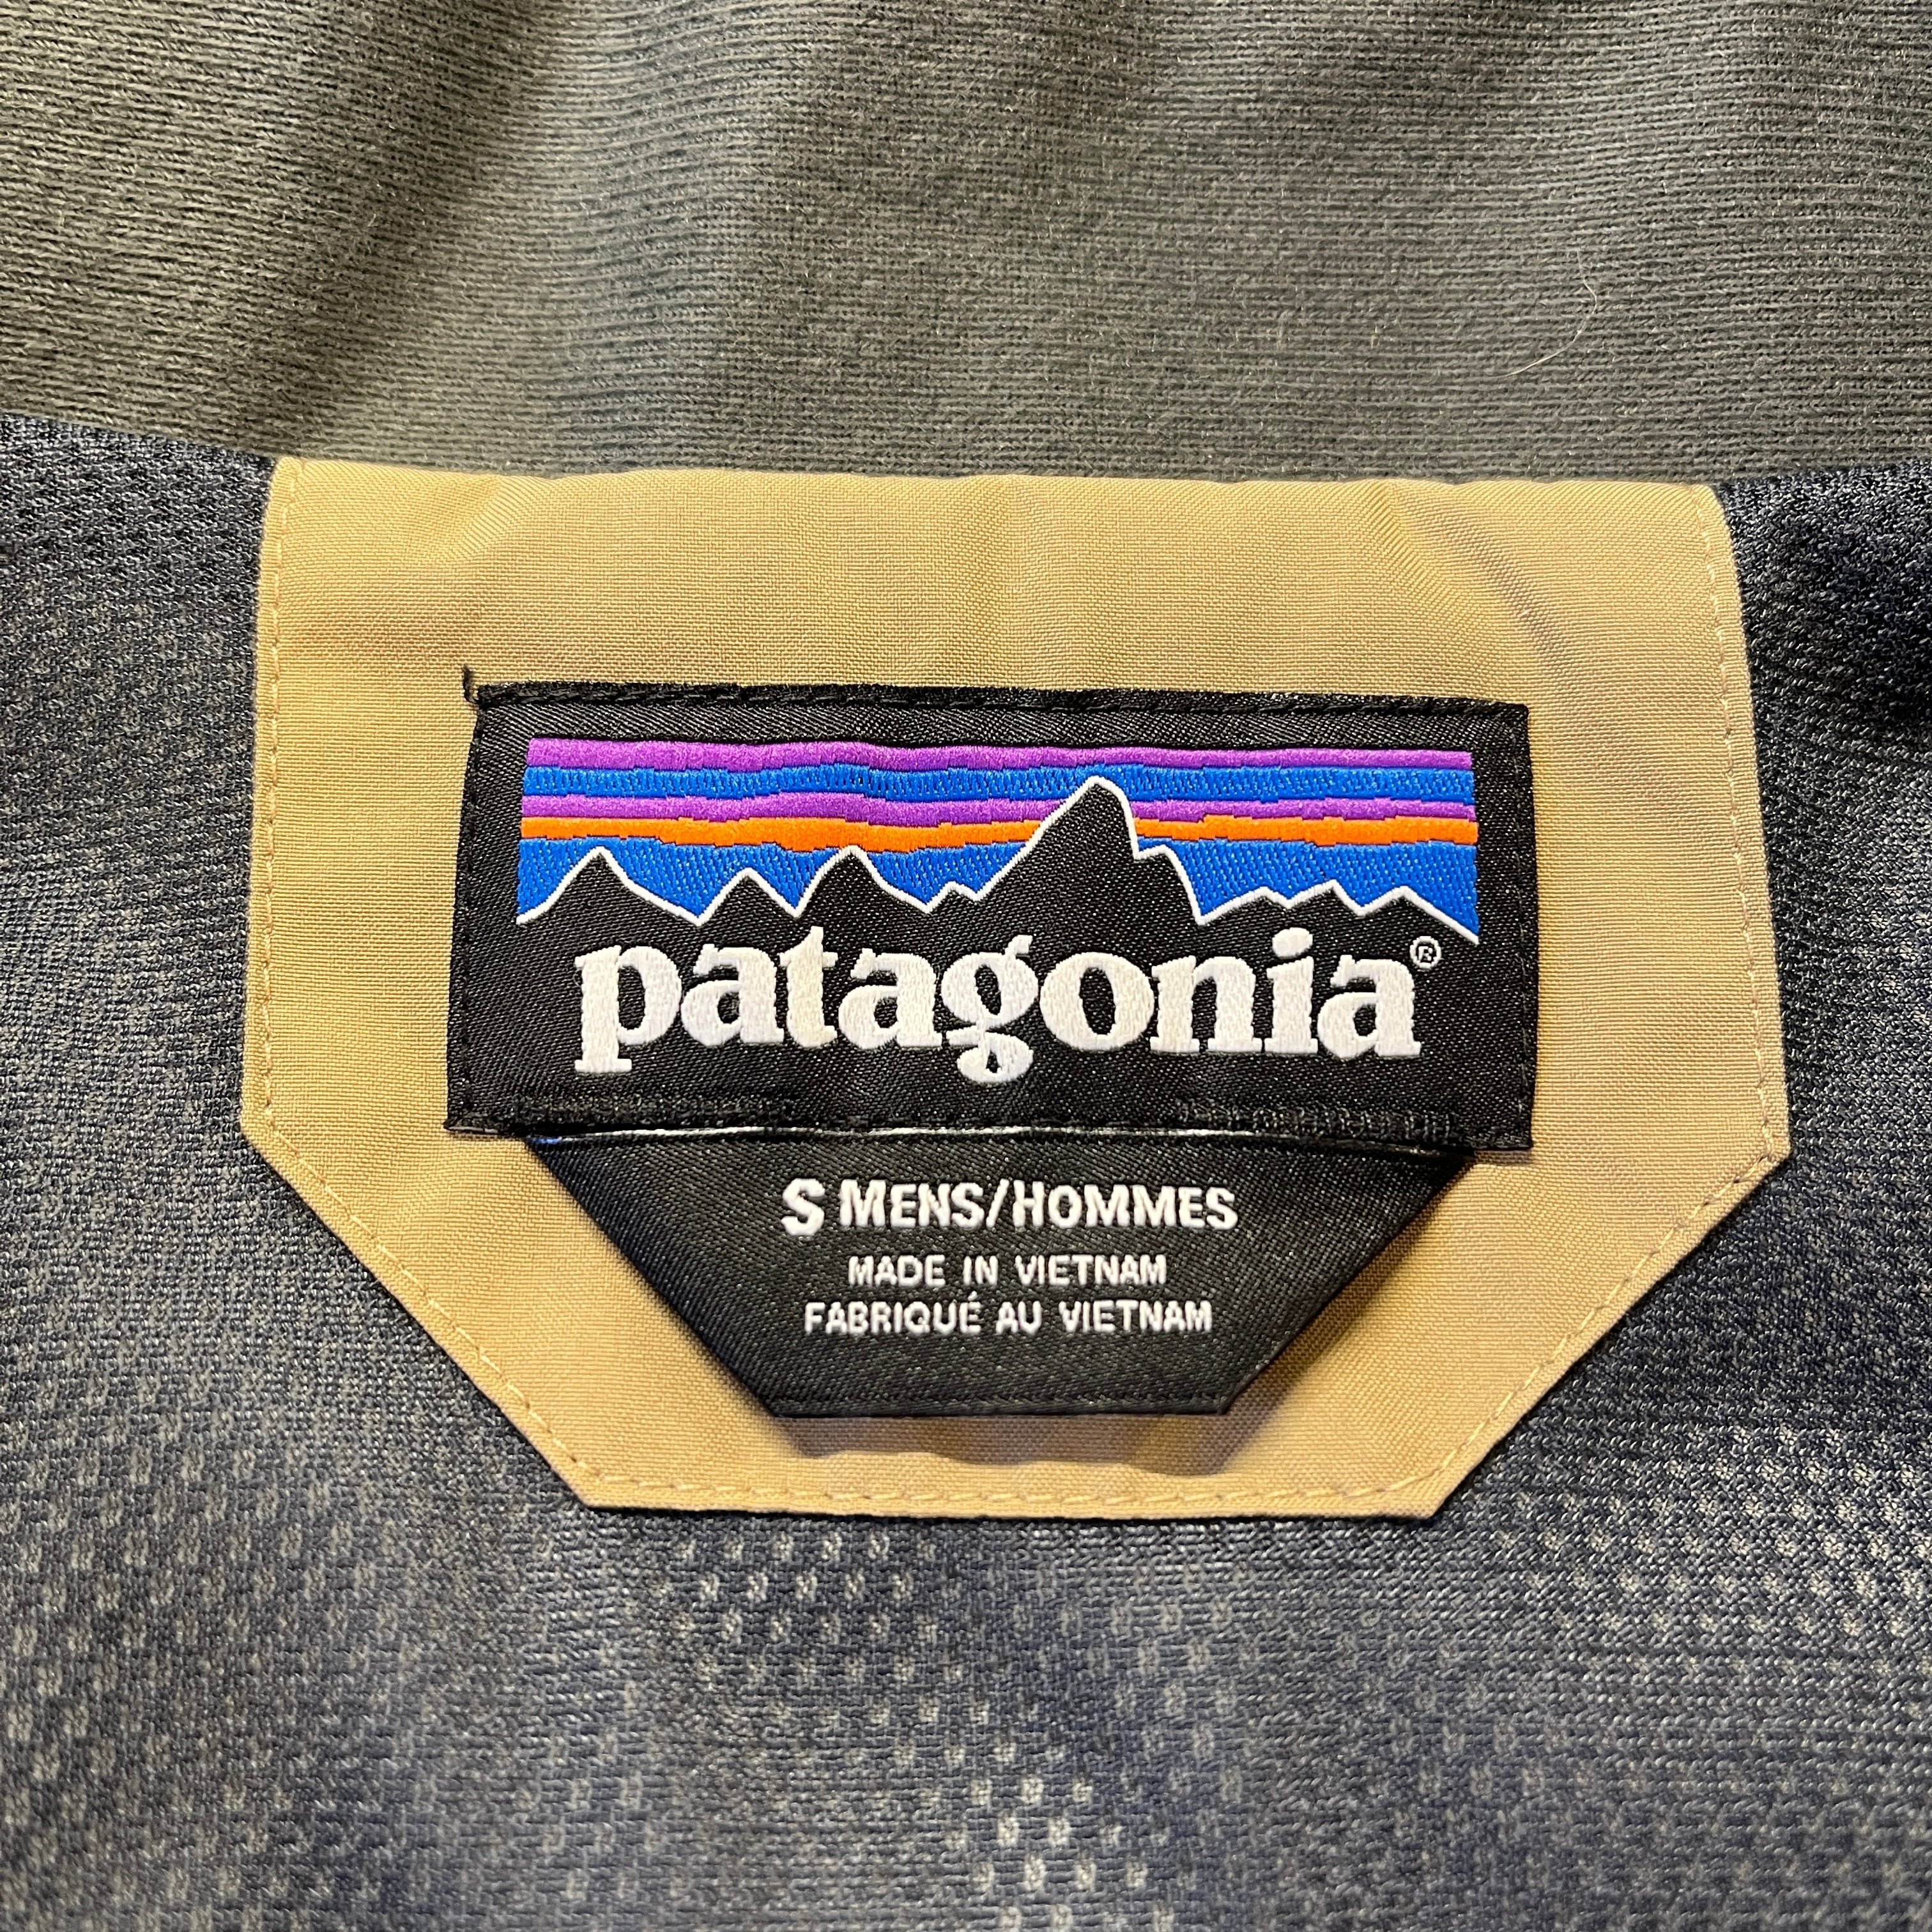 patagonia®
S MENS/HOMMES
MADE IN VIETNAM
FABRIQUÉ AU VIETNAM